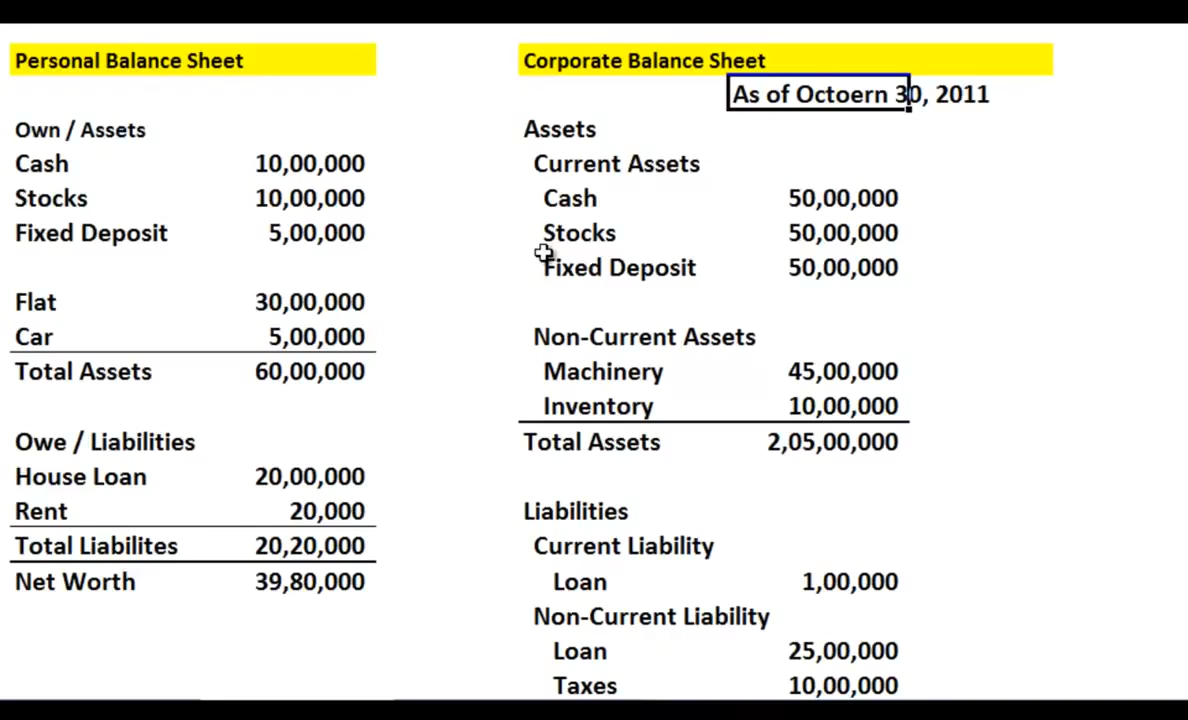 Personal Balance Sheet
Own / Assets
Cash 10,00,000
Stocks 10,00,000
Fixed Deposit 5,00,000
Flat 30,00,000
Car 5,00,000
Total Assets 60,00,000
Owe / Liabilities
House Loan 20,00,000
Rent 20,000
Total Liabilites 20,20,000
Net Worth 39,80,000
Corporate Balance Sheet
As of Octoern 30, 2011
Assets
Current Assets
Cash 50,00,000
Stocks 50,00,000
Fixed Deposit 50,00,000
Non-Current Assets
Machinery 45,00,000
Inventory 10,00,000
Total Assets 2,05,00,000
Liabilities
Current Liability
Loan 1,00,000
Non-Current Liability
Loan 25,00,000
Taxes 10,00,000